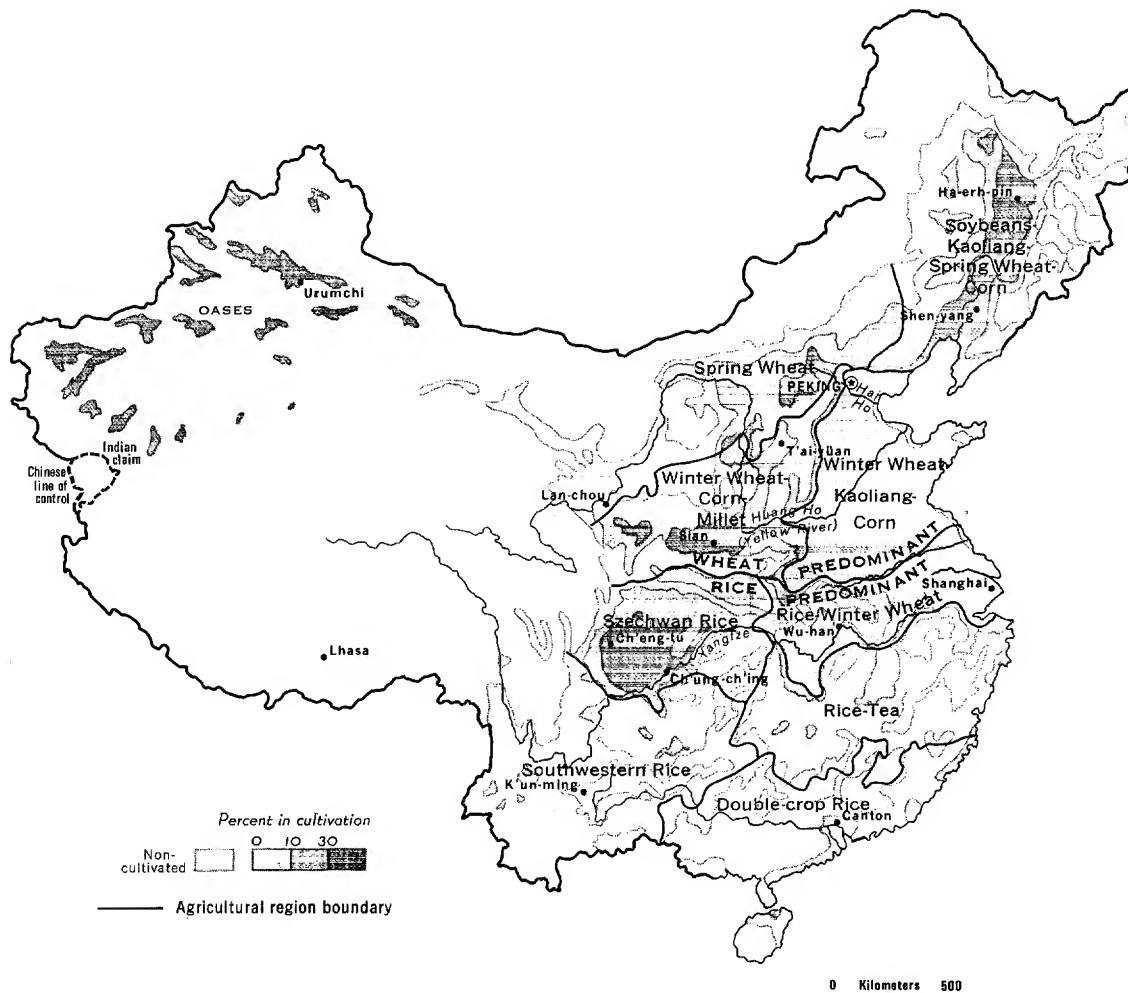 Ha-erh-pin
Soybeans-
Kaoliang-
Spring Wheat-
Corn
Shen-yang
Urumchi
OASES
Spring Wheat
PEKING
Hai
Ho
Indian
claim
Chinese
line of
control
T'ai-yüan
Winter Wheat
Kaoliang-
Corn
Winter Wheat-
Corn-
Millet
Lan-chou
Huang Ho
(Yellow River)
Sian
WHEAT PREDOMINANT
RICE PREDOMINANT
Shanghai
Rice/Winter Wheat
Wu-han
Szechwan Rice
Ch'eng-tu
Yangtze
Ch'ung-ch'ing
Lhasa
Rice-Tea
Southwestern Rice
K'un-ming
Double-crop Rice
Canton
Percent in cultivation
0 10 30
Non-
cultivated
Agricultural region boundary
0 Kilometers 500